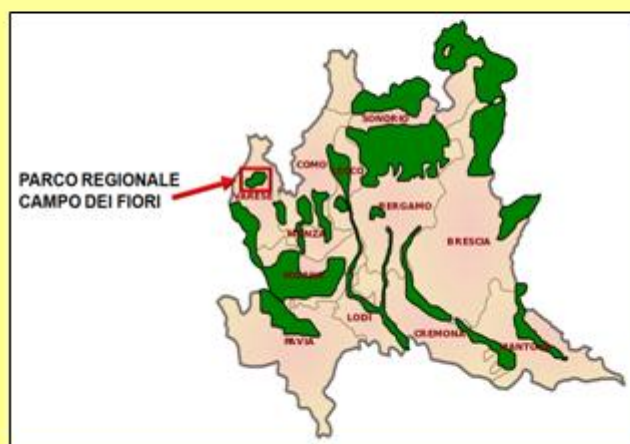 PARCO REGIONALE
CAMPO DEI FIORI
SONDRIO
COMO
LECCO
VARESE
BERGAMO
MONZA
BRESCIA
MILANO
LODI
CREMONA
PAVIA
MANTOVA